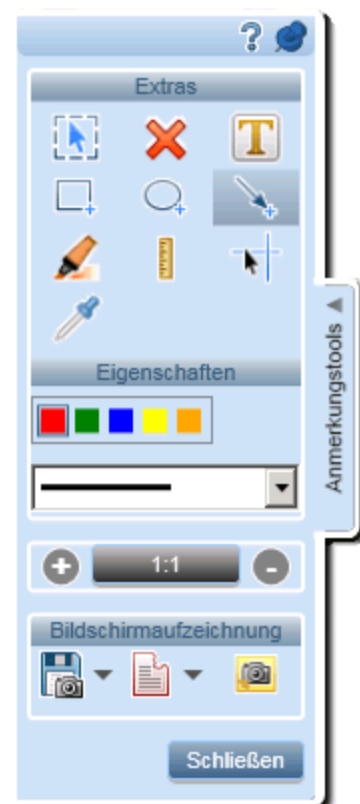 ?
Extras
T
Eigenschaften
Anmerkungstools
1:1
Bildschirmaufzeichnung
Schließen